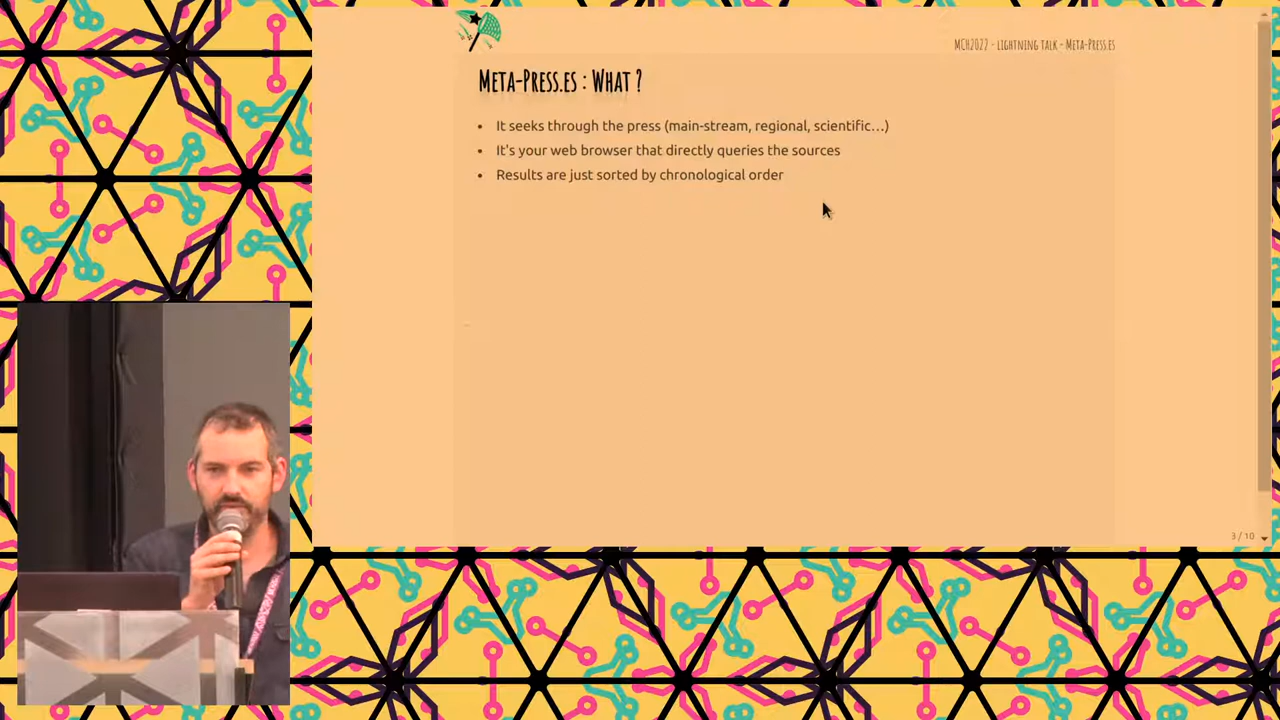 MCH2022 - lightning talk - Meta-Press.es
Meta-Press.es : What ?
• It seeks through the press (main-stream, regional, scientific…)
• It's your web browser that directly queries the sources
• Results are just sorted by chronological order
3 / 10